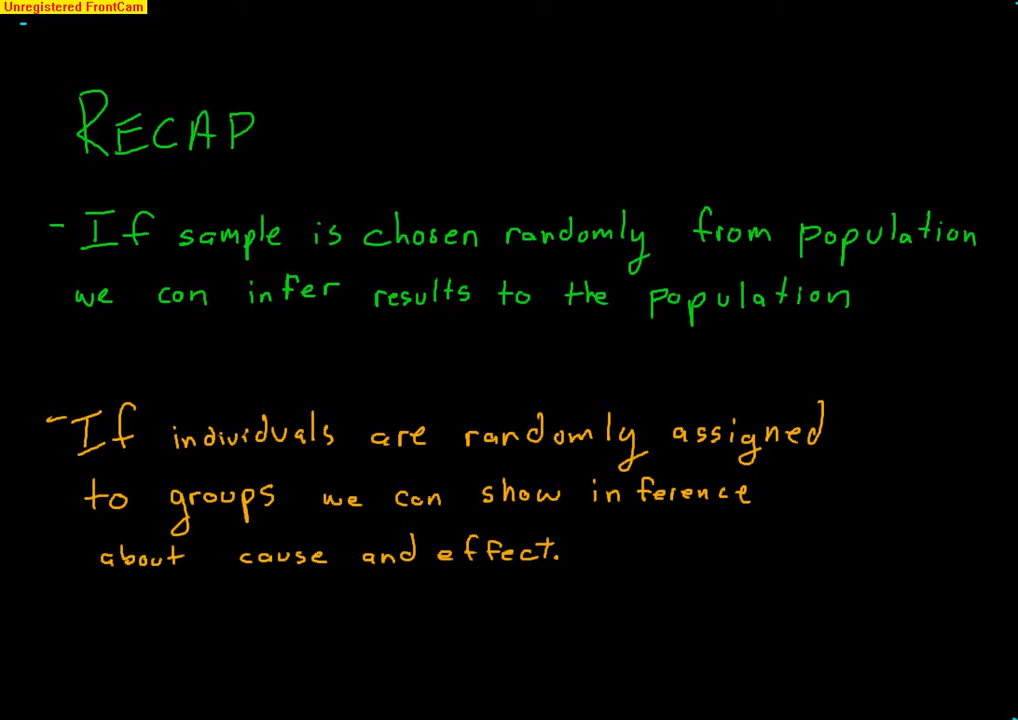 Unregistered FrontCam
RECAP
- If sample is chosen randomly from population
we can infer results to the population
- If individuals are randomly assigned
to groups we can show inference
about cause and effect.